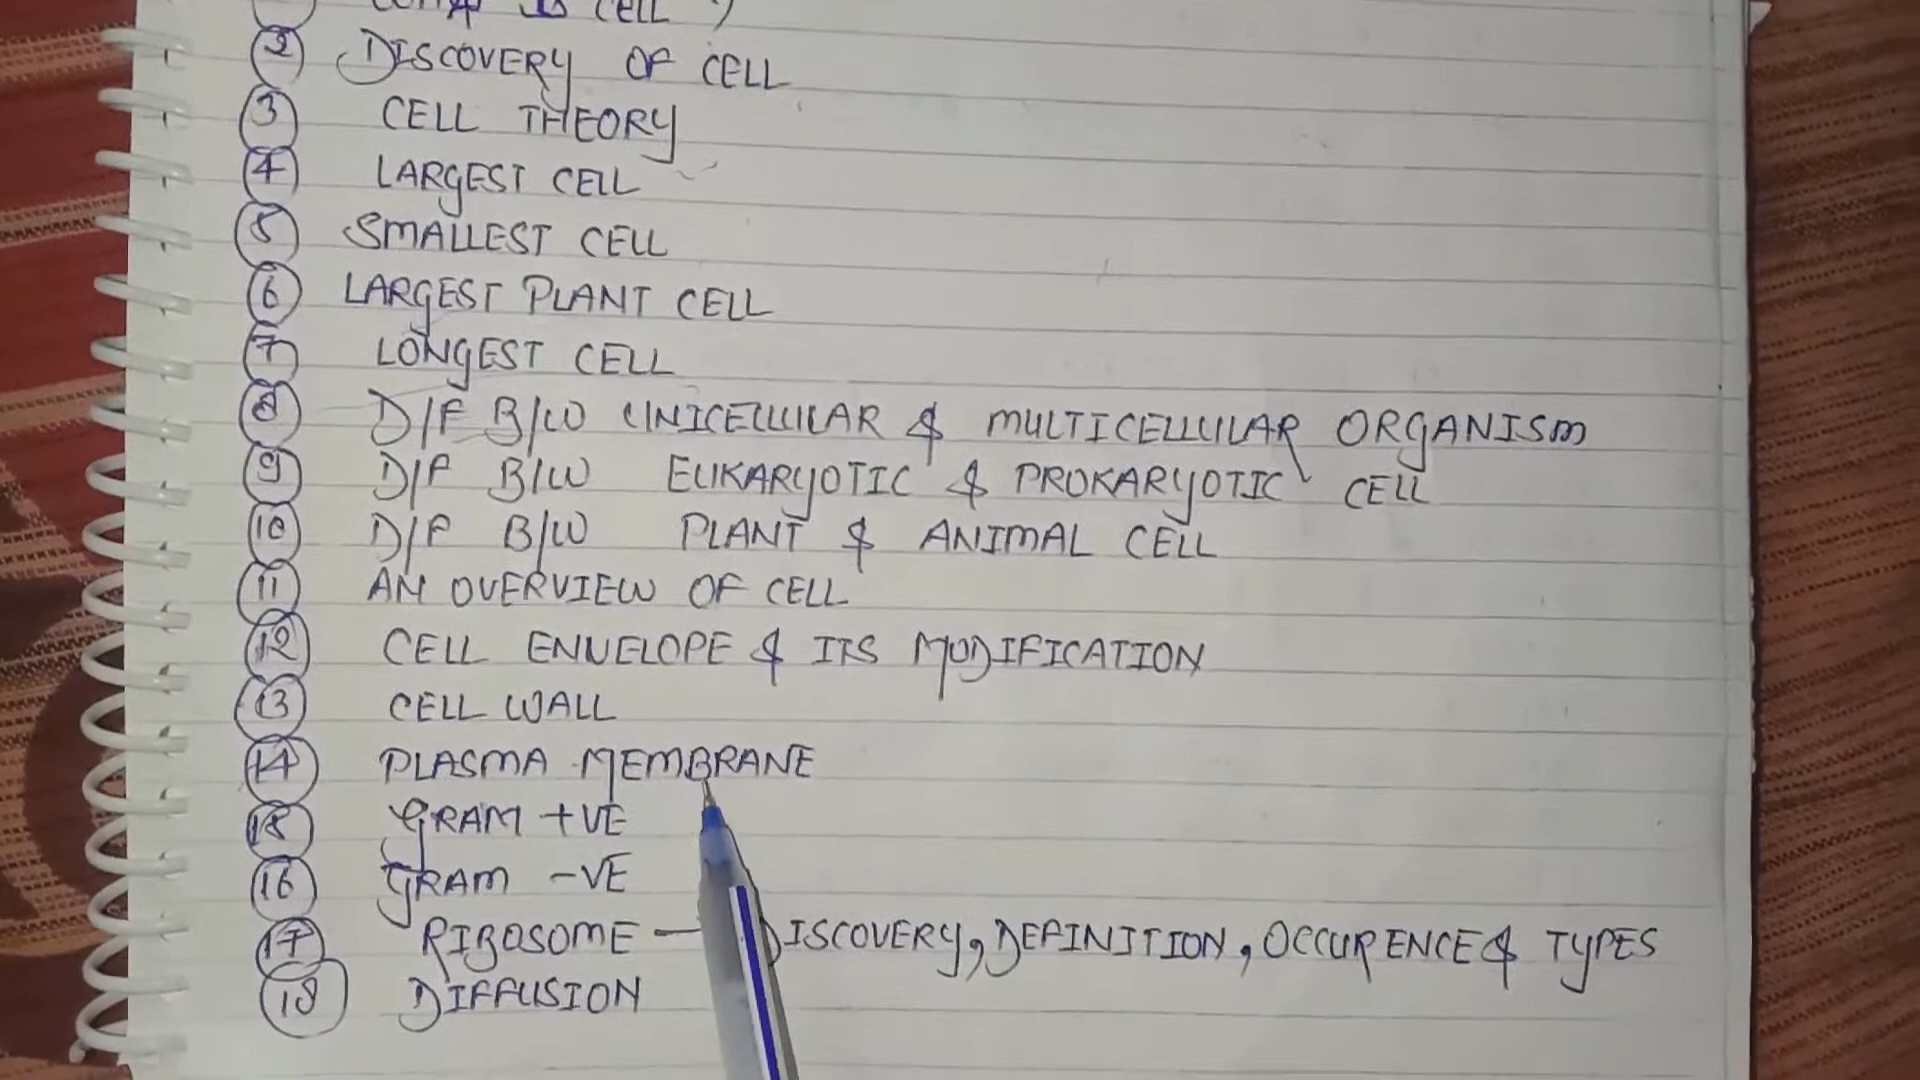 IS CELL ?
2 DISCOVERY OF CELL
3 CELL THEORY
4 LARGEST CELL
5 SMALLEST CELL
6 LARGEST PLANT CELL
7 LONGEST CELL
8 D/F B/W UNICELLULAR & MULTICELLULAR ORGANISM
9 D/F B/W EUKARYOTIC & PROKARYOTIC CELL
10 D/F B/W PLANT & ANIMAL CELL
11 AN OVERVIEW OF CELL
12 CELL ENVELOPE & ITS MODIFICATION
13 CELL WALL
14 PLASMA MEMBRANE
15 GRAM +VE
16 GRAM -VE
17 RIBOSOME — DISCOVERY, DEFINITION, OCCURENCE & TYPES
18 DIFFUSION